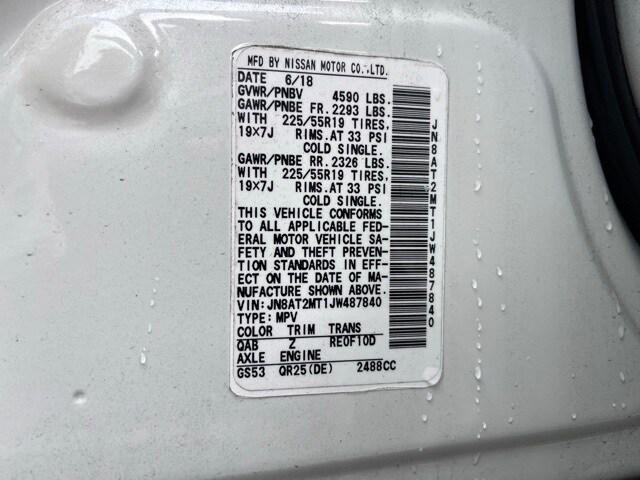 MFD BY NISSAN MOTOR CO.,LTD.
DATE 6/18
GVWR/PNBV 4590 LBS.
GAWR/PNBE FR. 2293 LBS.
WITH 225/55R19 TIRES,
19×7J RIMS.AT 33 PSI
COLD SINGLE.
GAWR/PNBE RR. 2326 LBS.
WITH 225/55R19 TIRES,
19×7J RIMS.AT 33 PSI
COLD SINGLE.
THIS VEHICLE CONFORMS
TO ALL APPLICABLE FED-
ERAL MOTOR VEHICLE SA-
FETY AND THEFT PREVEN-
TION STANDARDS IN EFF-
ECT ON THE DATE OF MA-
NUFACTURE SHOWN ABOVE.
VIN:JN8AT2MT1JW487840
TYPE:MPV
COLOR TRIM TRANS
QAB Z RE0F10D
AXLE ENGINE
GS53 QR25(DE) 2488CC
JN8AT2MT1JW487840